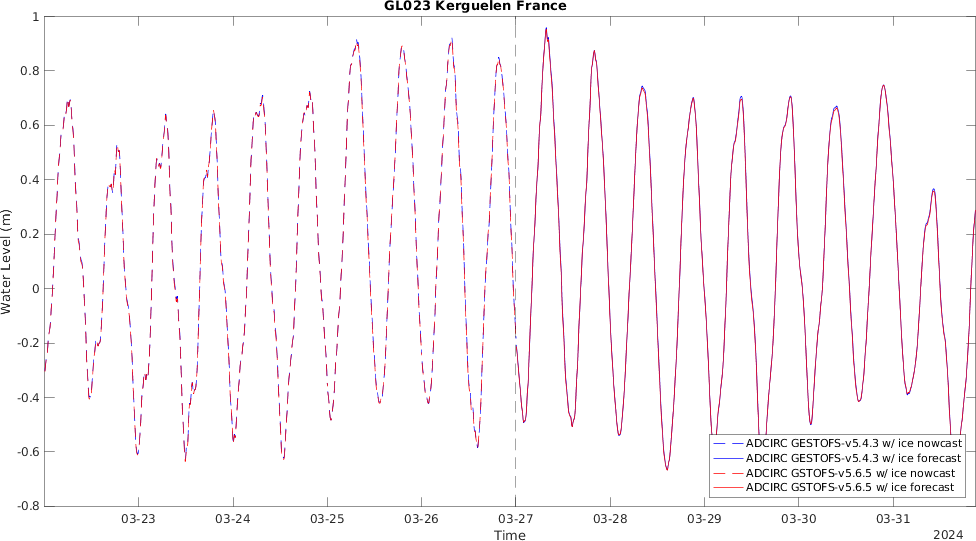 GL023 Kerguelen France
1
0.8
0.6
0.4
0.2
0
-0.2
-0.4
-0.6
-0.8
Water Level (m)
ADCIRC GESTOFS-v5.4.3 w/ ice nowcast
ADCIRC GESTOFS-v5.4.3 w/ ice forecast
ADCIRC GSTOFS-v5.6.5 w/ ice nowcast
ADCIRC GSTOFS-v5.6.5 w/ ice forecast
03-23 03-24 03-25 03-26 03-27 03-28 03-29 03-30 03-31
Time
2024